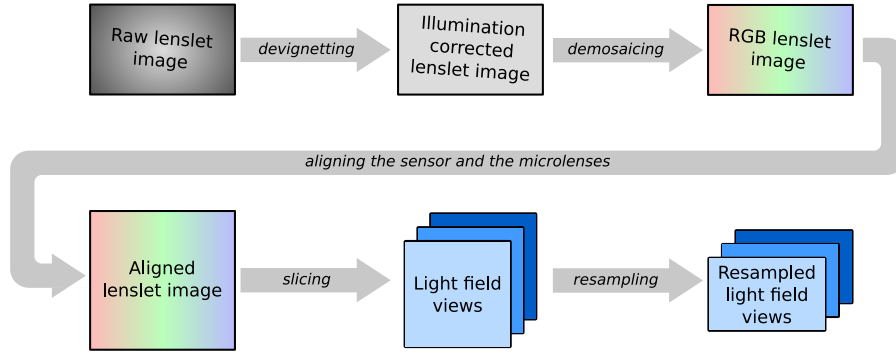 Raw lenslet
image
devignetting
Illumination
corrected
lenslet image
demosaicing
RGB lenslet
image
aligning the sensor and the microlenses
Aligned
lenslet image
slicing
Light field
views
resampling
Resampled
light field
views